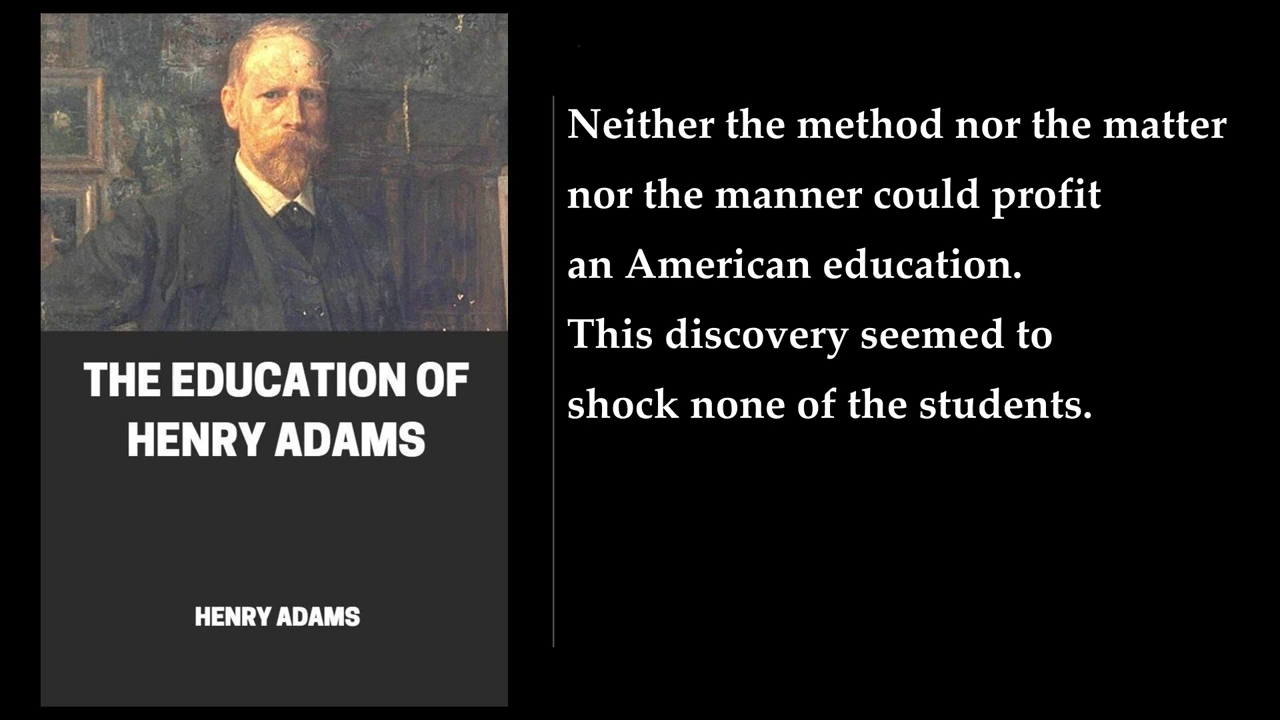 THE EDUCATION OF
HENRY ADAMS
HENRY ADAMS
Neither the method nor the matter
nor the manner could profit
an American education.
This discovery seemed to
shock none of the students.